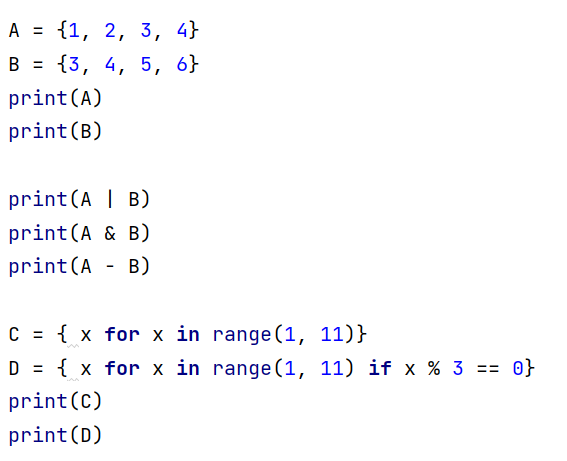 A = {1, 2, 3, 4}
B = {3, 4, 5, 6}
print(A)
print(B)
print(A | B)
print(A & B)
print(A - B)
C = { x for x in range(1, 11)}
D = { x for x in range(1, 11) if x % 3 == 0}
print(C)
print(D)